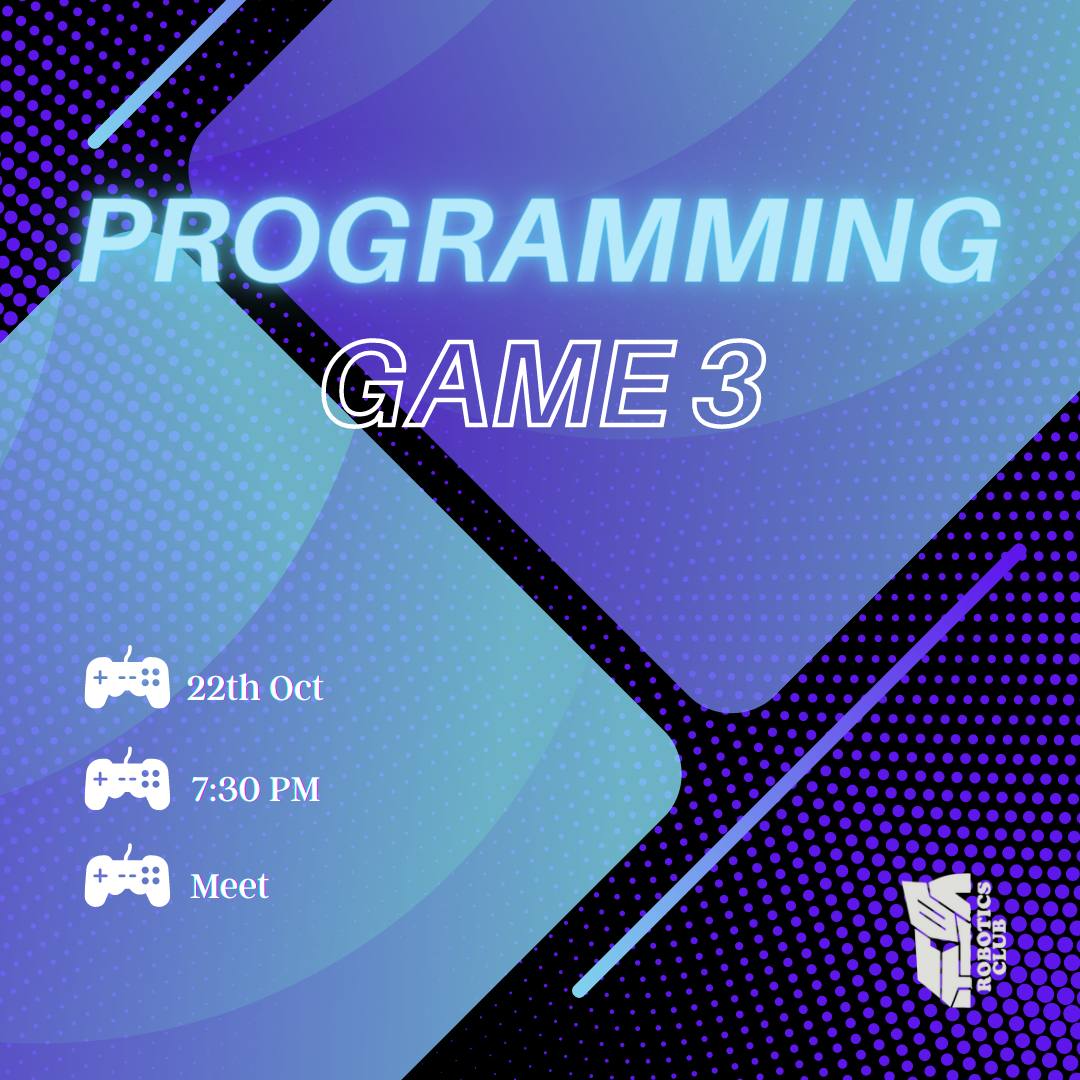 PROGRAMMING
GAME 3
22th Oct
7:30 PM
Meet
ROBOTICS
CLUB